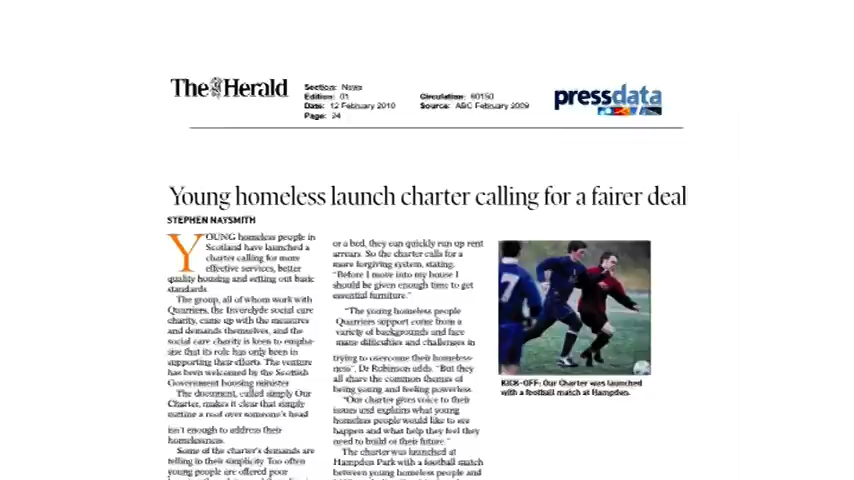 The Herald
Section: News
Edition: 01
Date: 12 February 2010
Page: 24
Circulation: 60150
Source: ABC February 2009
pressdata
Young homeless launch charter calling for a fairer deal
STEPHEN NAYSMITH
YOUNG homeless people in
Scotland have launched a
charter calling for more
effective services, better
quality housing and setting out basic
standards.
The group, all of whom work with
Quarriers, the Inverclyde social care
charity, came up with the measures
and demands themselves, and the
social care charity is keen to empha-
sise that its role has only been in
supporting their efforts. The venture
has been welcomed by the Scottish
Government housing minister
The document, called simply Our
Charter, makes it clear that simply
putting a roof over someone's head
isn't enough to address their
homelessness.
Some of the charter's demands are
telling in their simplicity. Too often
young people are offered poor
or a bed, they can quickly run up rent
arrears. So the charter calls for a
more forgiving system, stating,
"Before I move into my house I
should be given enough time to get
essential furniture."
"The young homeless people
Quarriers support come from a
variety of backgrounds and face
many difficulties and challenges in
trying to overcome their homeless-
ness", Dr Robinson adds. "But they
all share the common themes of
being young and feeling powerless.
"Our charter gives voice to their
issues and explains what young
homeless people would like to see
happen and what help they feel they
need to build on their future."
The charter was launched at
Hampden Park with a football match
between young homeless people and
7
KICK-OFF: Our Charter was launched
with a football match at Hampden.